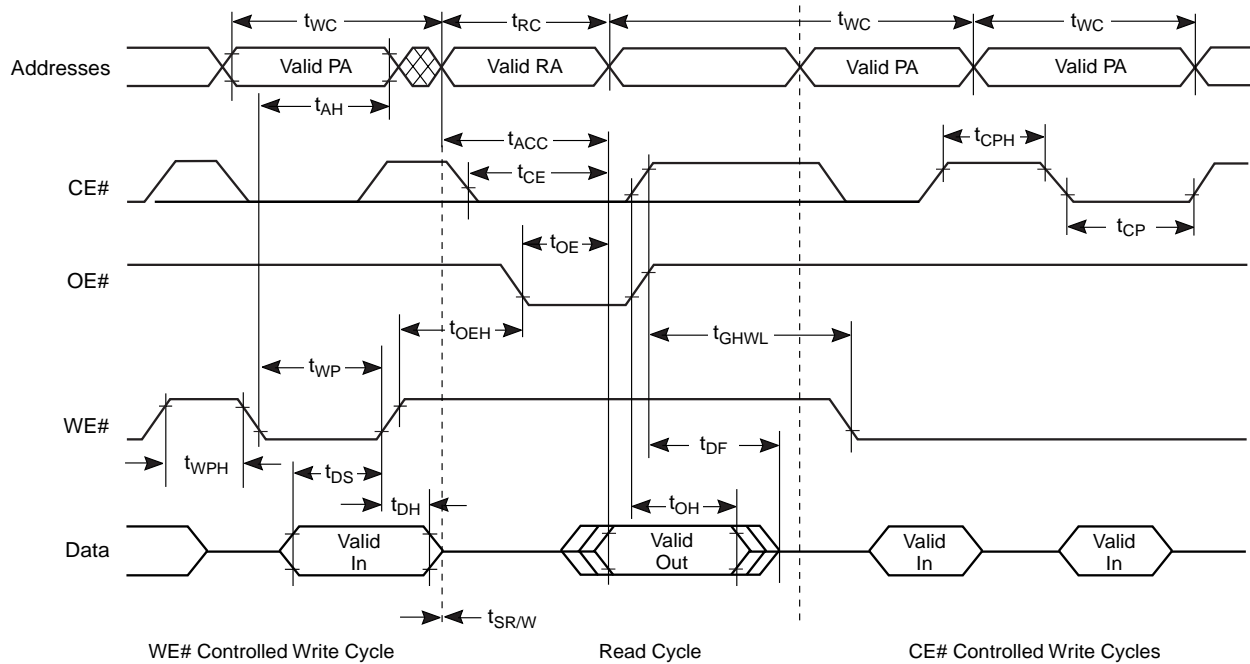 tWC tRC tWC tWC
Addresses Valid PA Valid RA Valid PA Valid PA
tAH
tACC tCPH
CE# tCE
tCP
tOE
OE#
tOEH tGHWL
tWP
WE#
tWPH tDS tDF
tDH tOH
Data Valid In Valid Out Valid In Valid In
tSR/W
WE# Controlled Write Cycle Read Cycle CE# Controlled Write Cycles